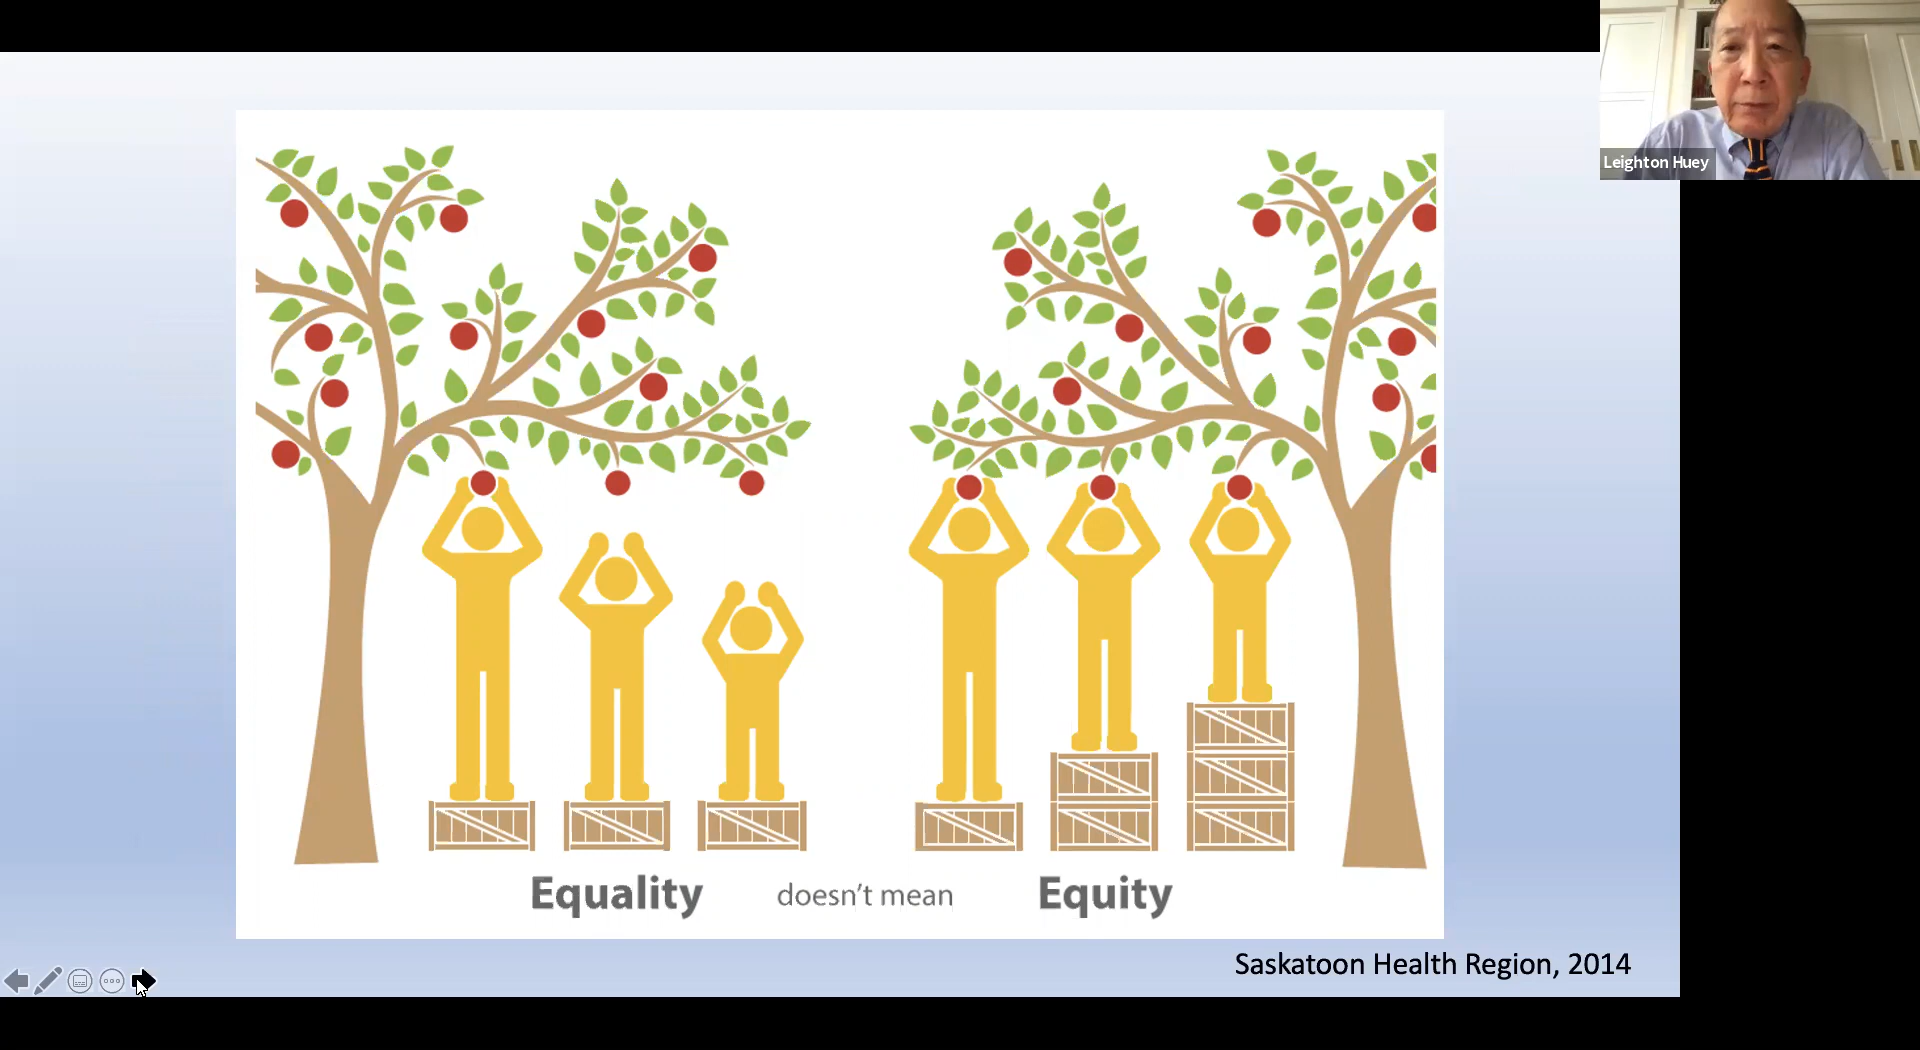 Leighton Huey
Equality doesn't mean Equity
Saskatoon Health Region, 2014